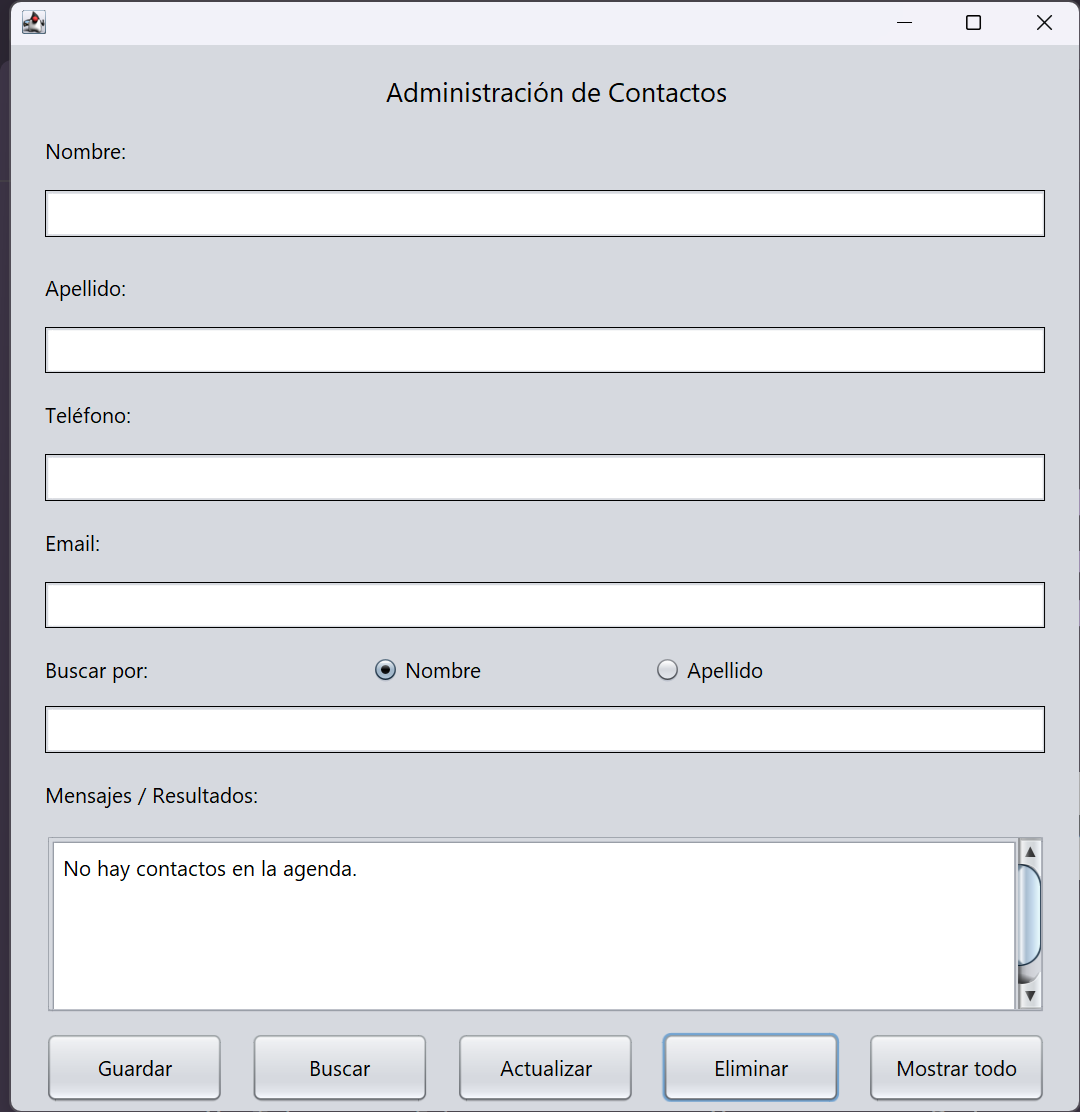 Administración de Contactos
Nombre:
Apellido:
Teléfono:
Email:
Buscar por: Nombre Apellido
Mensajes / Resultados:
No hay contactos en la agenda.
Guardar Buscar Actualizar Eliminar Mostrar todo